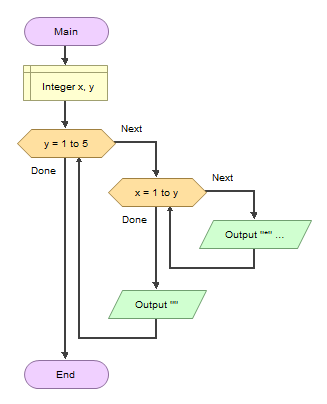 Main
Integer x, y
y = 1 to 5
Next
Done
x = 1 to y
Next
Done
Output "*" ...
Output ""
End